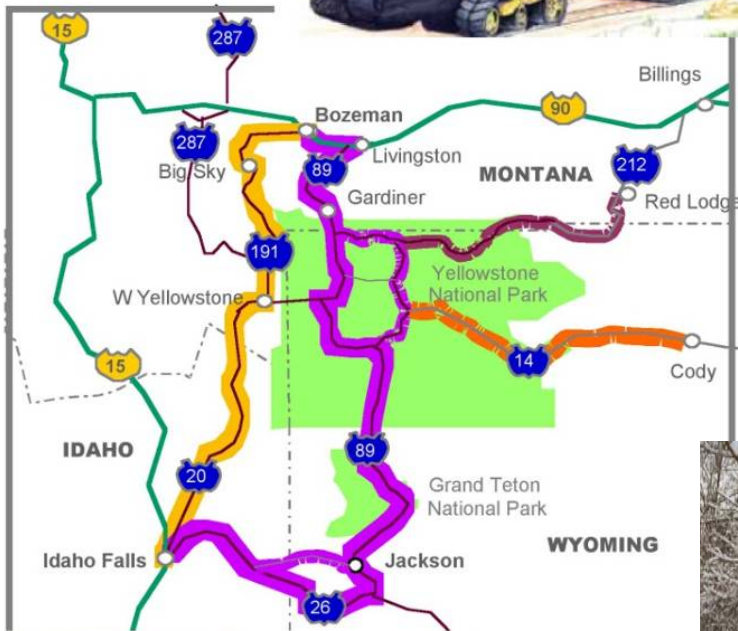 15
287
Billings
Bozeman
90
287
Livingston
Big Sky
89
MONTANA
212
Gardiner
Red Lodge
191
Yellowstone
National Park
W Yellowstone
15
14
Cody
IDAHO
89
20
Grand Teton
National Park
WYOMING
Idaho Falls
Jackson
26